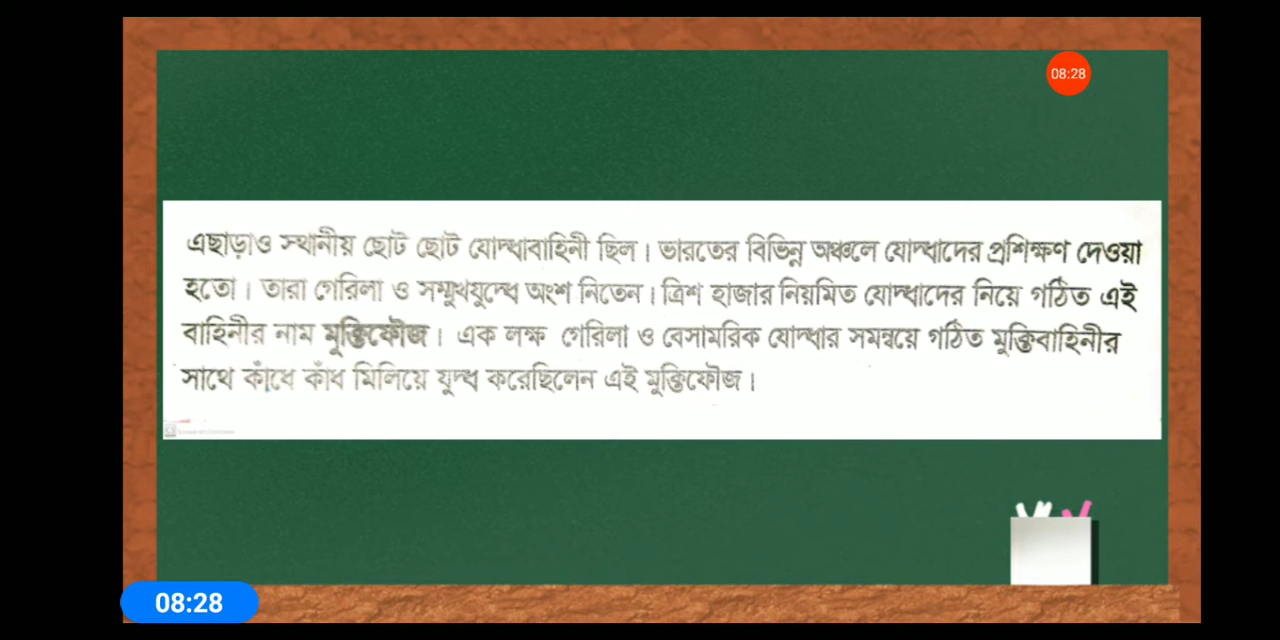 08:28
এছাড়াও স্থানীয় ছোট ছোট যোদ্ধাবাহিনী ছিল। ভারতের বিভিন্ন অঞ্চলে যোদ্ধাদের প্রশিক্ষণ দেওয়া
হতো। তারা গেরিলা ও সম্মুখযুদ্ধে অংশ নিতেন। ত্রিশ হাজার নিয়মিত যোদ্ধাদের নিয়ে গঠিত এই
বাহিনীর নাম মুক্তিফৌজ। এক লক্ষ গেরিলা ও বেসামরিক যোদ্ধার সমন্বয়ে গঠিত মুক্তিবাহিনীর
সাথে কাঁধে কাঁধ মিলিয়ে যুদ্ধ করেছিলেন এই মুক্তিফৌজ।
08:28